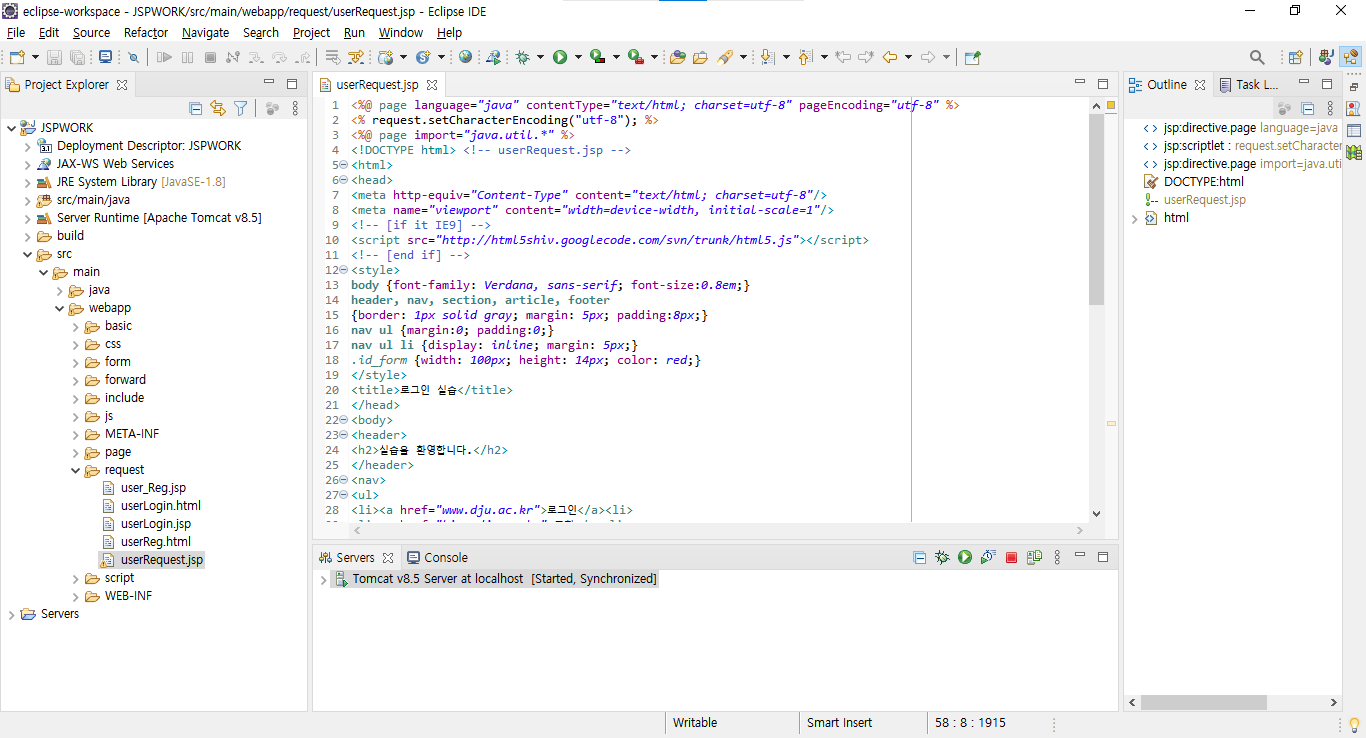 eclipse-workspace - JSPWORK/src/main/webapp/request/userRequest.jsp - Eclipse IDE
File Edit Source Refactor Navigate Search Project Run Window Help
Project Explorer
JSPWORK
Deployment Descriptor: JSPWORK
JAX-WS Web Services
JRE System Library [JavaSE-1.8]
src/main/java
Server Runtime [Apache Tomcat v8.5]
build
src
main
java
webapp
basic
css
form
forward
include
js
META-INF
page
request
user_Reg.jsp
userLogin.html
userLogin.jsp
userReg.html
userRequest.jsp
script
WEB-INF
Servers
userRequest.jsp
1 <%@ page language="java" contentType="text/html; charset=utf-8" pageEncoding="utf-8" %>
2 <% request.setCharacterEncoding("utf-8"); %>
3 <%@ page import="java.util.*" %>
4 <!DOCTYPE html> <!-- userRequest.jsp -->
5 <html>
6 <head>
7 <meta http-equiv="Content-Type" content="text/html; charset=utf-8"/>
8 <meta name="viewport" content="width=device-width, initial-scale=1"/>
9 <!-- [if it IE9] -->
10 <script src="http://html5shiv.googlecode.com/svn/trunk/html5.js"></script>
11 <!-- [end if] -->
12 <style>
13 body {font-family: Verdana, sans-serif; font-size:0.8em;}
14 header, nav, section, article, footer
15 {border: 1px solid gray; margin: 5px; padding:8px;}
16 nav ul {margin:0; padding:0;}
17 nav ul li {display: inline; margin: 5px;}
18 .id_form {width: 100px; height: 14px; color: red;}
19 </style>
20 <title>로그인 실습</title>
21 </head>
22 <body>
23 <header>
24 <h2>실습을 환영합니다.</h2>
25 </header>
26 <nav>
27 <ul>
28 <li><a href="www.dju.ac.kr">로그인</a><li>
Servers Console
Tomcat v8.5 Server at localhost [Started, Synchronized]
Outline Task L...
jsp:directive.page language=java
jsp:scriptlet : request.setCharacter
jsp:directive.page import=java.uti
DOCTYPE:html
userRequest.jsp
html
Writable Smart Insert 58 : 8 : 1915